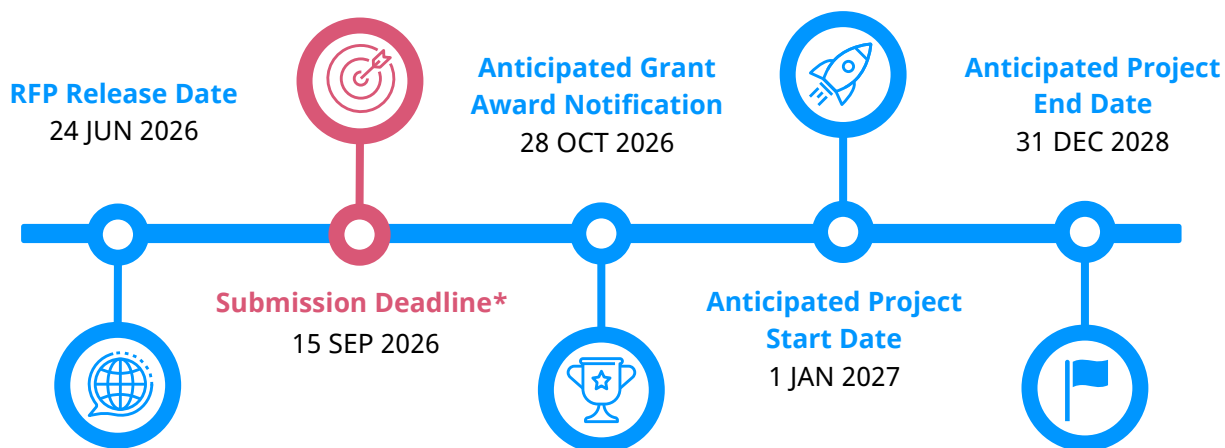 RFP Release Date
24 JUN 2026
Submission Deadline*
15 SEP 2026
Anticipated Grant
Award Notification
28 OCT 2026
Anticipated Project
Start Date
1 JAN 2027
Anticipated Project
End Date
31 DEC 2028